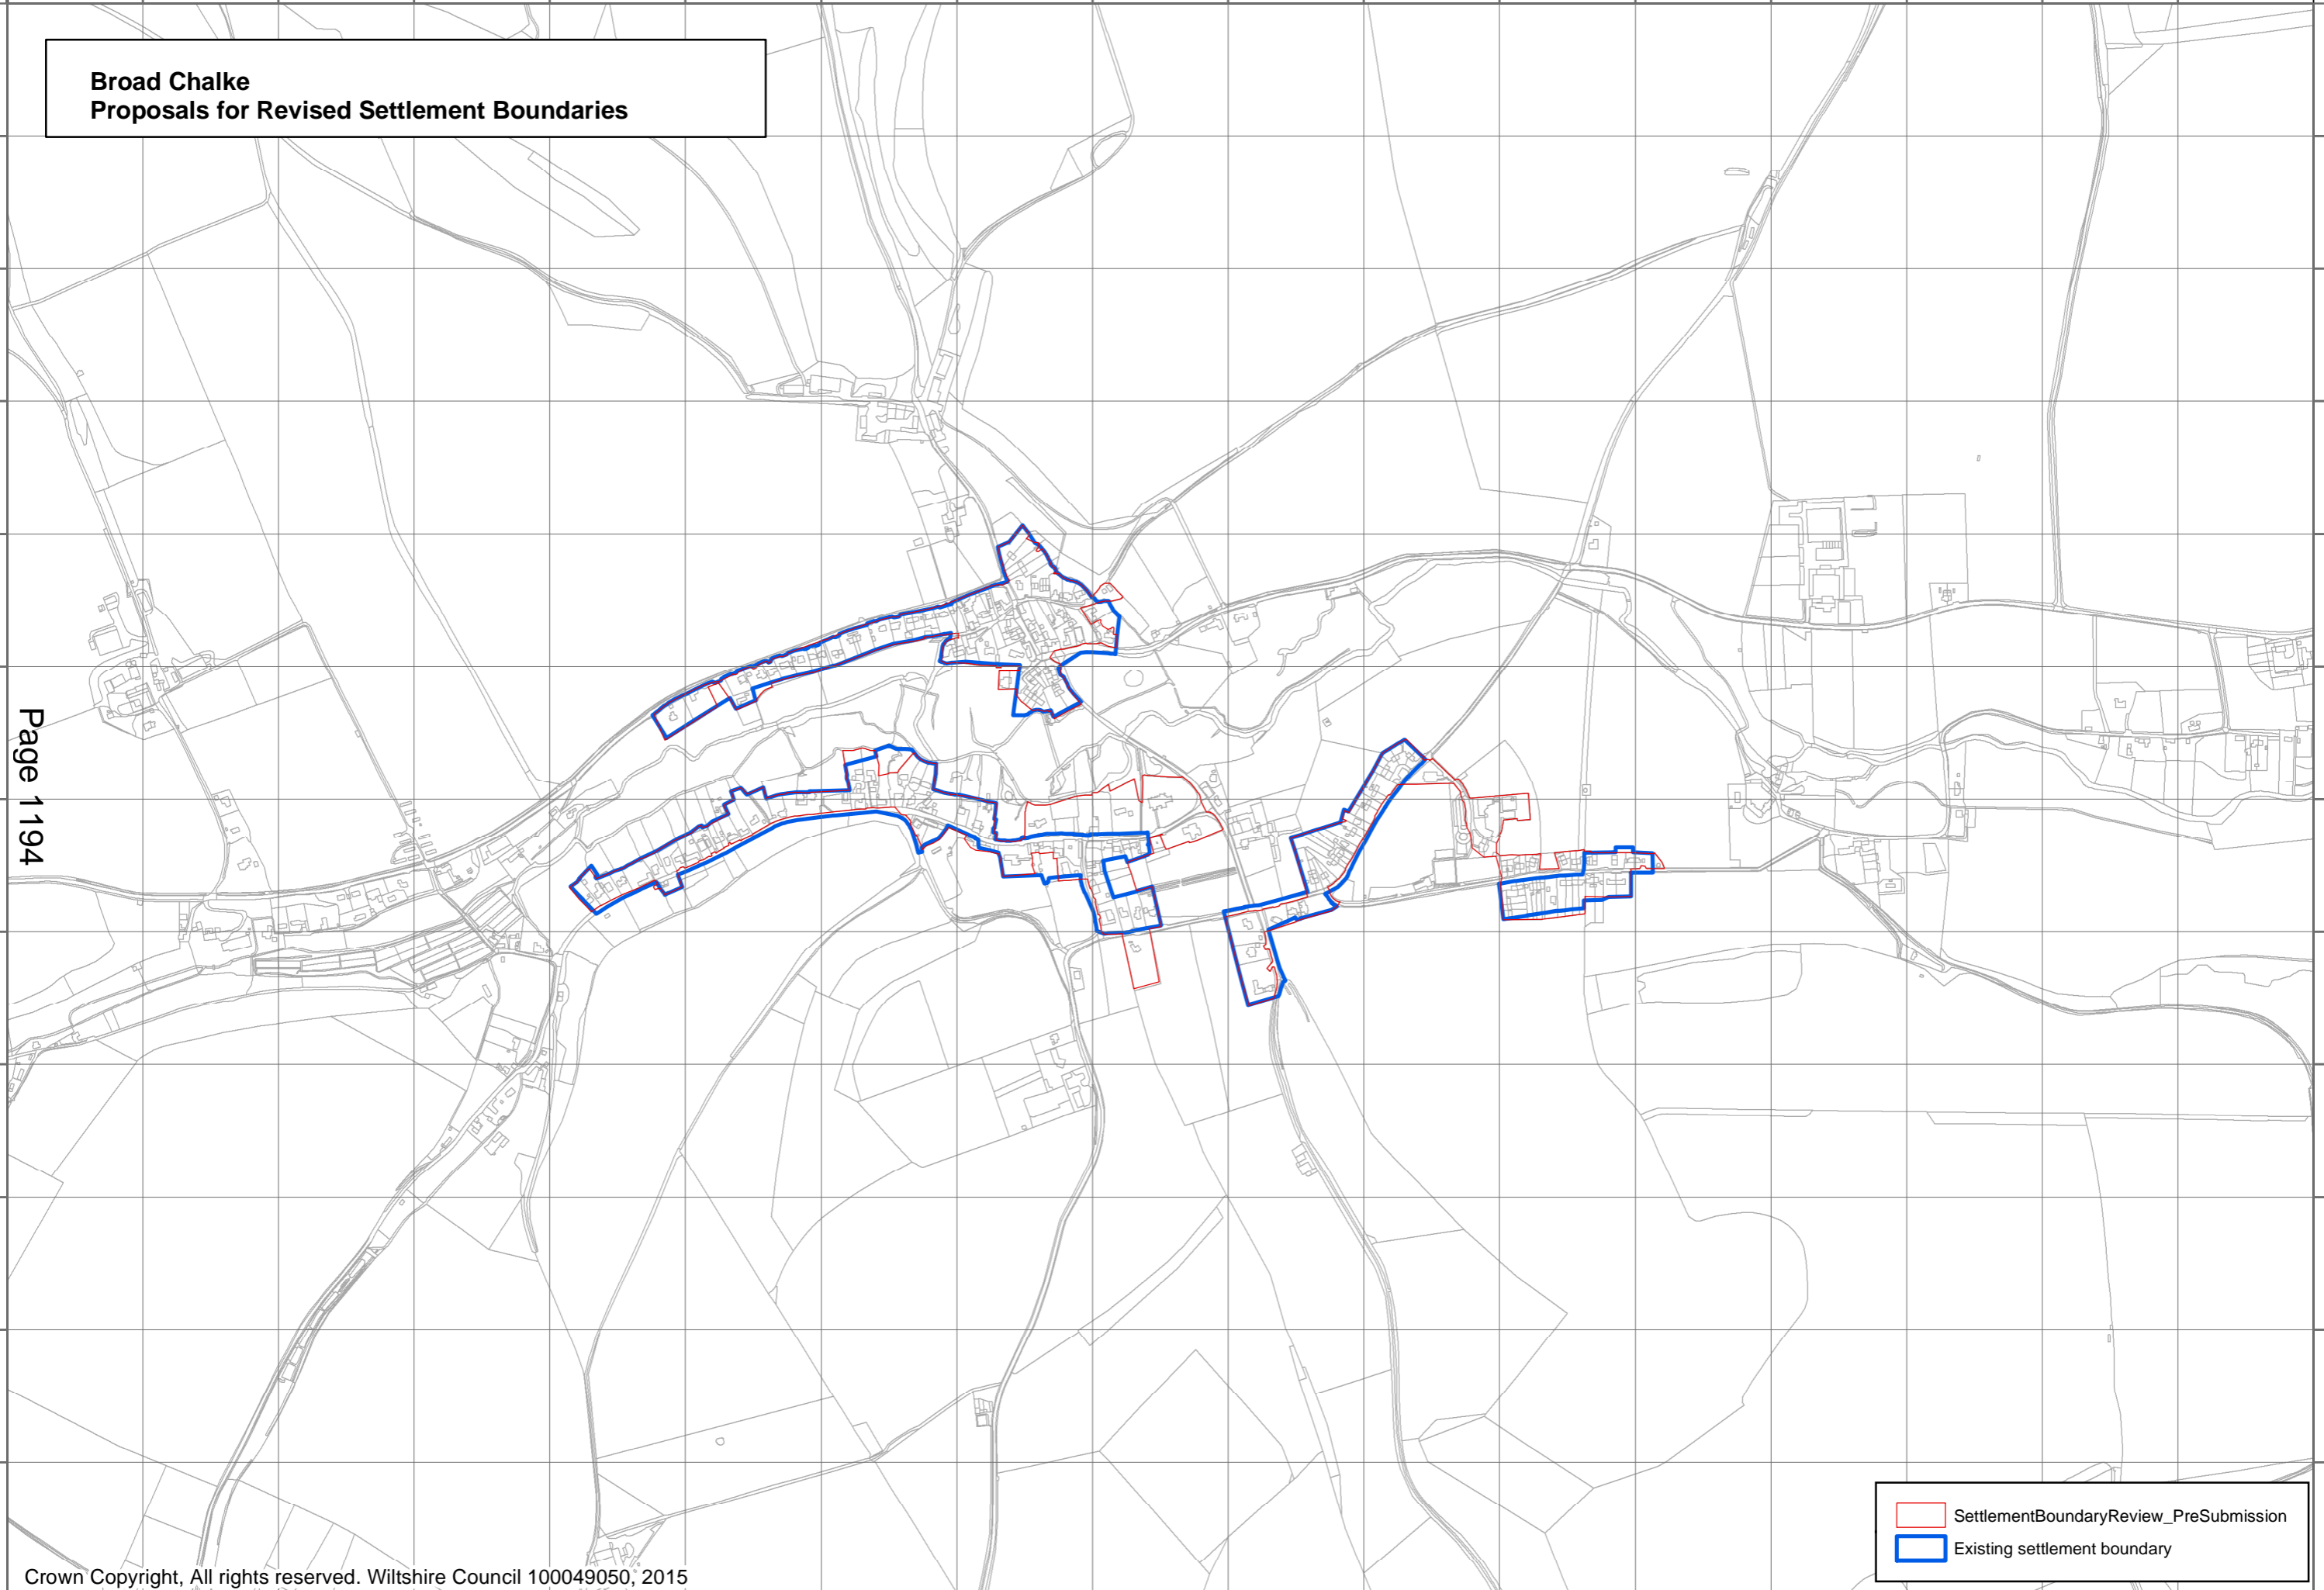 Broad Chalke
Proposals for Revised Settlement Boundaries
Page 1194
SettlementBoundaryReview_PreSubmission
Existing settlement boundary
Crown Copyright, All rights reserved. Wiltshire Council 100049050, 2015